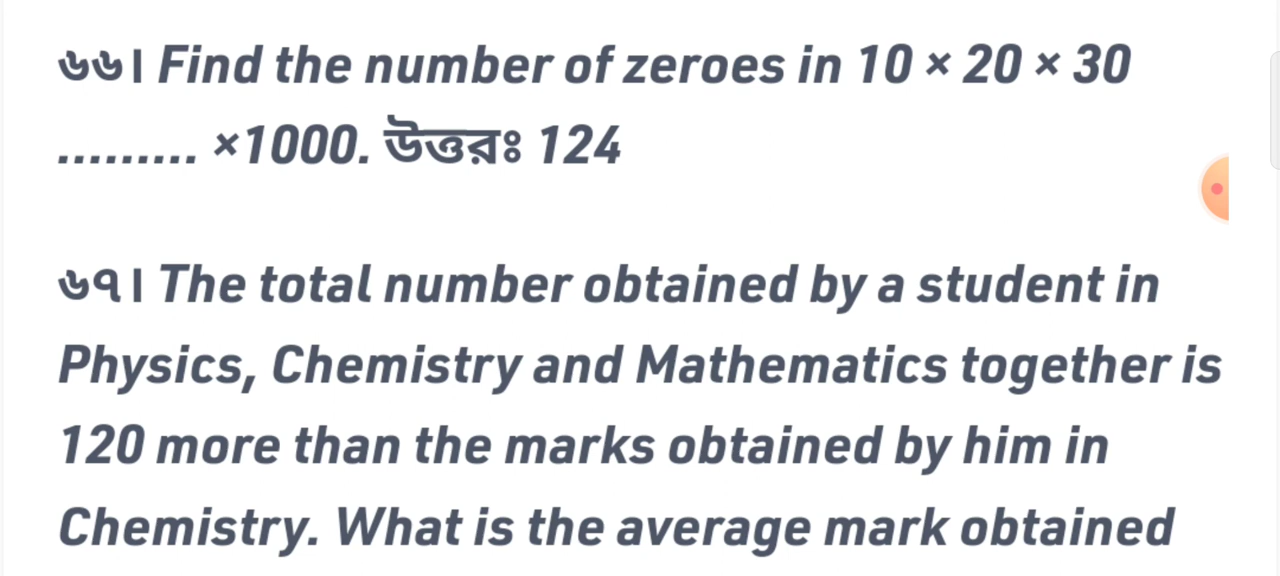 ৬৬। Find the number of zeroes in 10 × 20 × 30
......... ×1000. উত্তরঃ 124
৬৭। The total number obtained by a student in
Physics, Chemistry and Mathematics together is
120 more than the marks obtained by him in
Chemistry. What is the average mark obtained